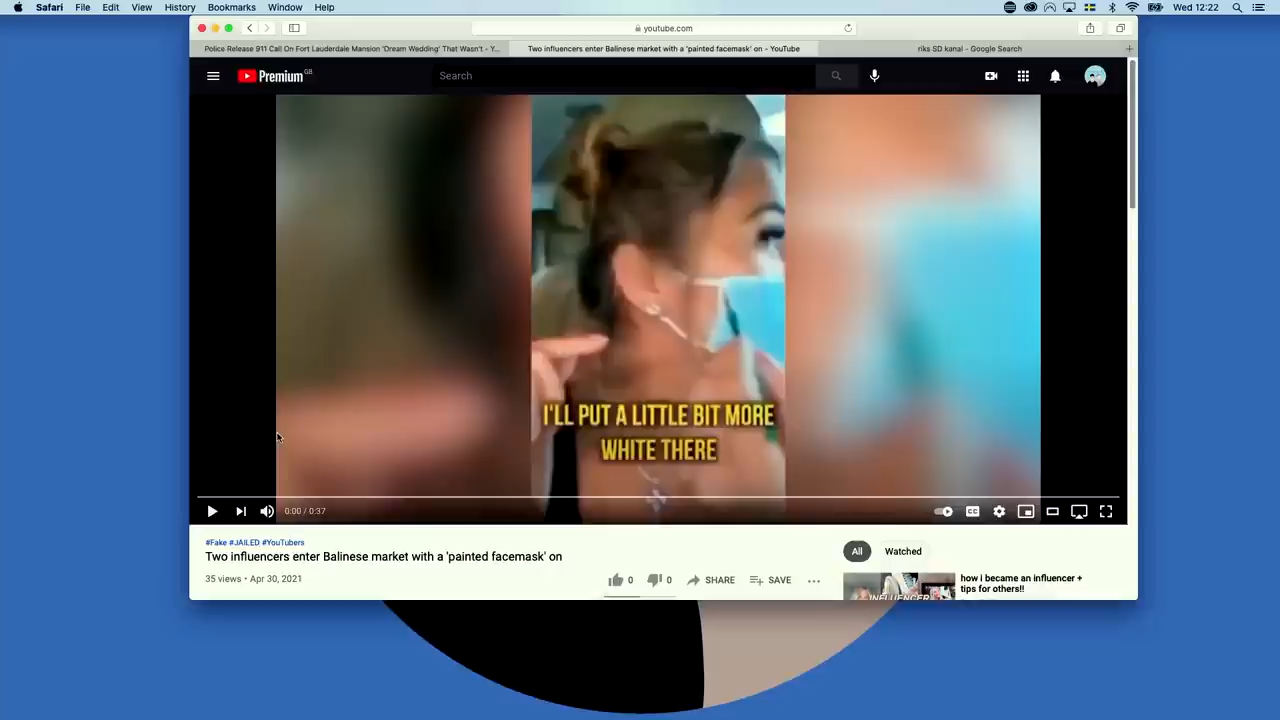 Safari File Edit View History Bookmarks Window Help Wed 12:22
youtube.com
Police Release 911 Call On Fort Lauderdale Mansion 'Dream Wedding' That Wasn't - Y...
Two influencers enter Balinese market with a 'painted facemask' on - YouTube
riks SD kanal - Google Search
Premium GB
Search
I'LL PUT A LITTLE BIT MORE
WHITE THERE
0:00 / 0:37
#Fake #JAILED #YouTubers
Two influencers enter Balinese market with a 'painted facemask' on
35 views • Apr 30, 2021
0 0 SHARE SAVE
All Watched
how i became an influencer +
tips for others!!
INFLUENCER